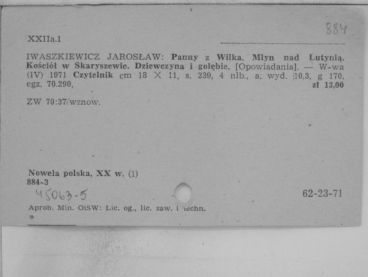 884
XXIIa.1
IWASZKIEWICZ JAROSŁAW: Panny z Wilka. Młyn nad Lutynią.
Kościół w Skaryszewie. Dziewczyna i gołębie. [Opowiadania]. — W-wa
(IV) 1971 Czytelnik cm 18 X 11, s. 239, 4 nlb., a. wyd. 10,3, g 170,
egz. 70.290, zł 13,00
ZW 70:37/wznow.
Nowela polska, XX w. (1)
884-3
45063-5
62-23-71
Aprob. Min. OiSW: Lic. og., lic. zaw. i techn.